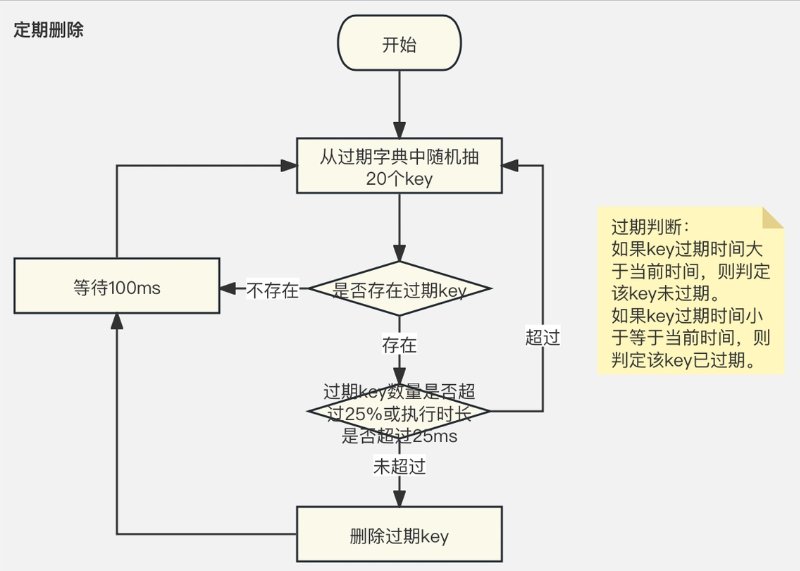 定期删除
开始
从过期字典中随机抽
20个key
是否存在过期key
不存在
等待100ms
存在
过期key数量是否超
过25%或执行时长
是否超过25ms
超过
未超过
删除过期key
过期判断：
如果key过期时间大
于当前时间，则判定
该key未过期。
如果key过期时间小
于等于当前时间，则
判定该key已过期。